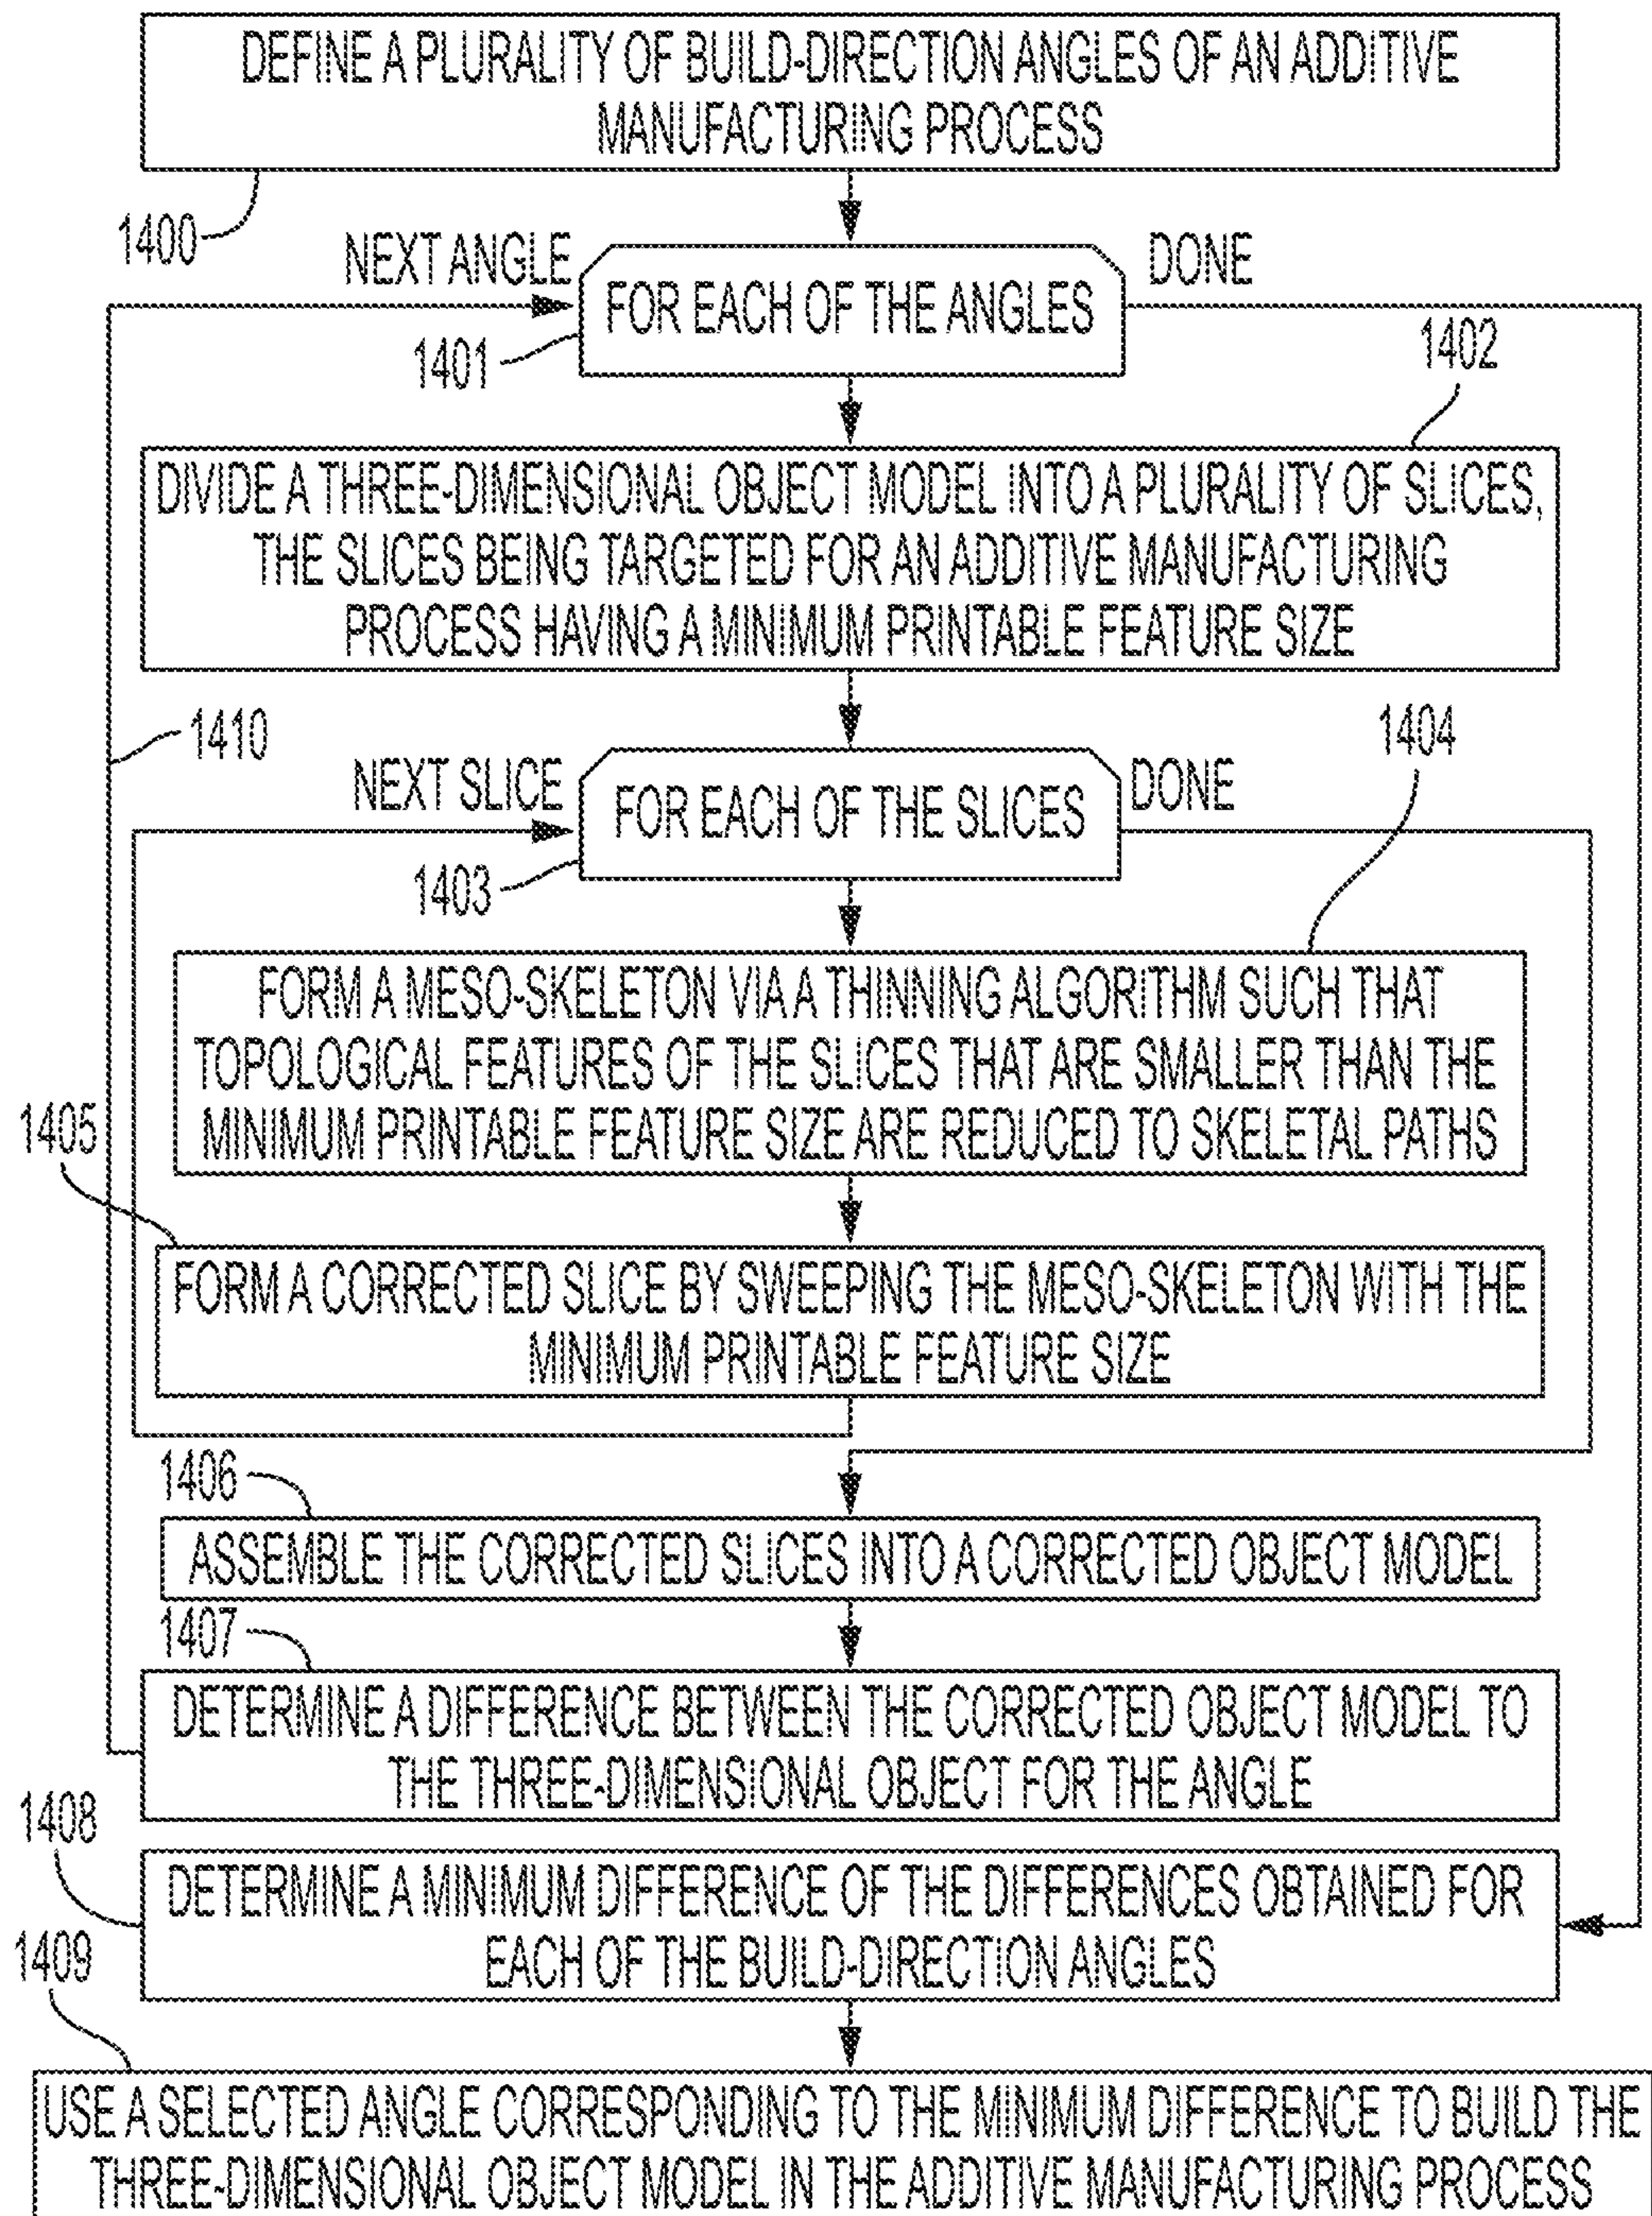 DEFINE A PLURALITY OF BUILD-DIRECTION ANGLES OF AN ADDITIVE
MANUFACTURING PROCESS
1400
NEXT ANGLE
DONE
FOR EACH OF THE ANGLES
1401
1402
DIVIDE A THREE-DIMENSIONAL OBJECT MODEL INTO A PLURALITY OF SLICES,
THE SLICES BEING TARGETED FOR AN ADDITIVE MANUFACTURING
PROCESS HAVING A MINIMUM PRINTABLE FEATURE SIZE
1410
1404
NEXT SLICE
DONE
FOR EACH OF THE SLICES
1403
FORM A MESO-SKELETON VIA A THINNING ALGORITHM SUCH THAT
TOPOLOGICAL FEATURES OF THE SLICES THAT ARE SMALLER THAN THE
MINIMUM PRINTABLE FEATURE SIZE ARE REDUCED TO SKELETAL PATHS
1405
FORM A CORRECTED SLICE BY SWEEPING THE MESO-SKELETON WITH THE
MINIMUM PRINTABLE FEATURE SIZE
1406
ASSEMBLE THE CORRECTED SLICES INTO A CORRECTED OBJECT MODEL
1407
DETERMINE A DIFFERENCE BETWEEN THE CORRECTED OBJECT MODEL TO
THE THREE-DIMENSIONAL OBJECT FOR THE ANGLE
1408
DETERMINE A MINIMUM DIFFERENCE OF THE DIFFERENCES OBTAINED FOR
EACH OF THE BUILD-DIRECTION ANGLES
1409
USE A SELECTED ANGLE CORRESPONDING TO THE MINIMUM DIFFERENCE TO BUILD THE
THREE-DIMENSIONAL OBJECT MODEL IN THE ADDITIVE MANUFACTURING PROCESS